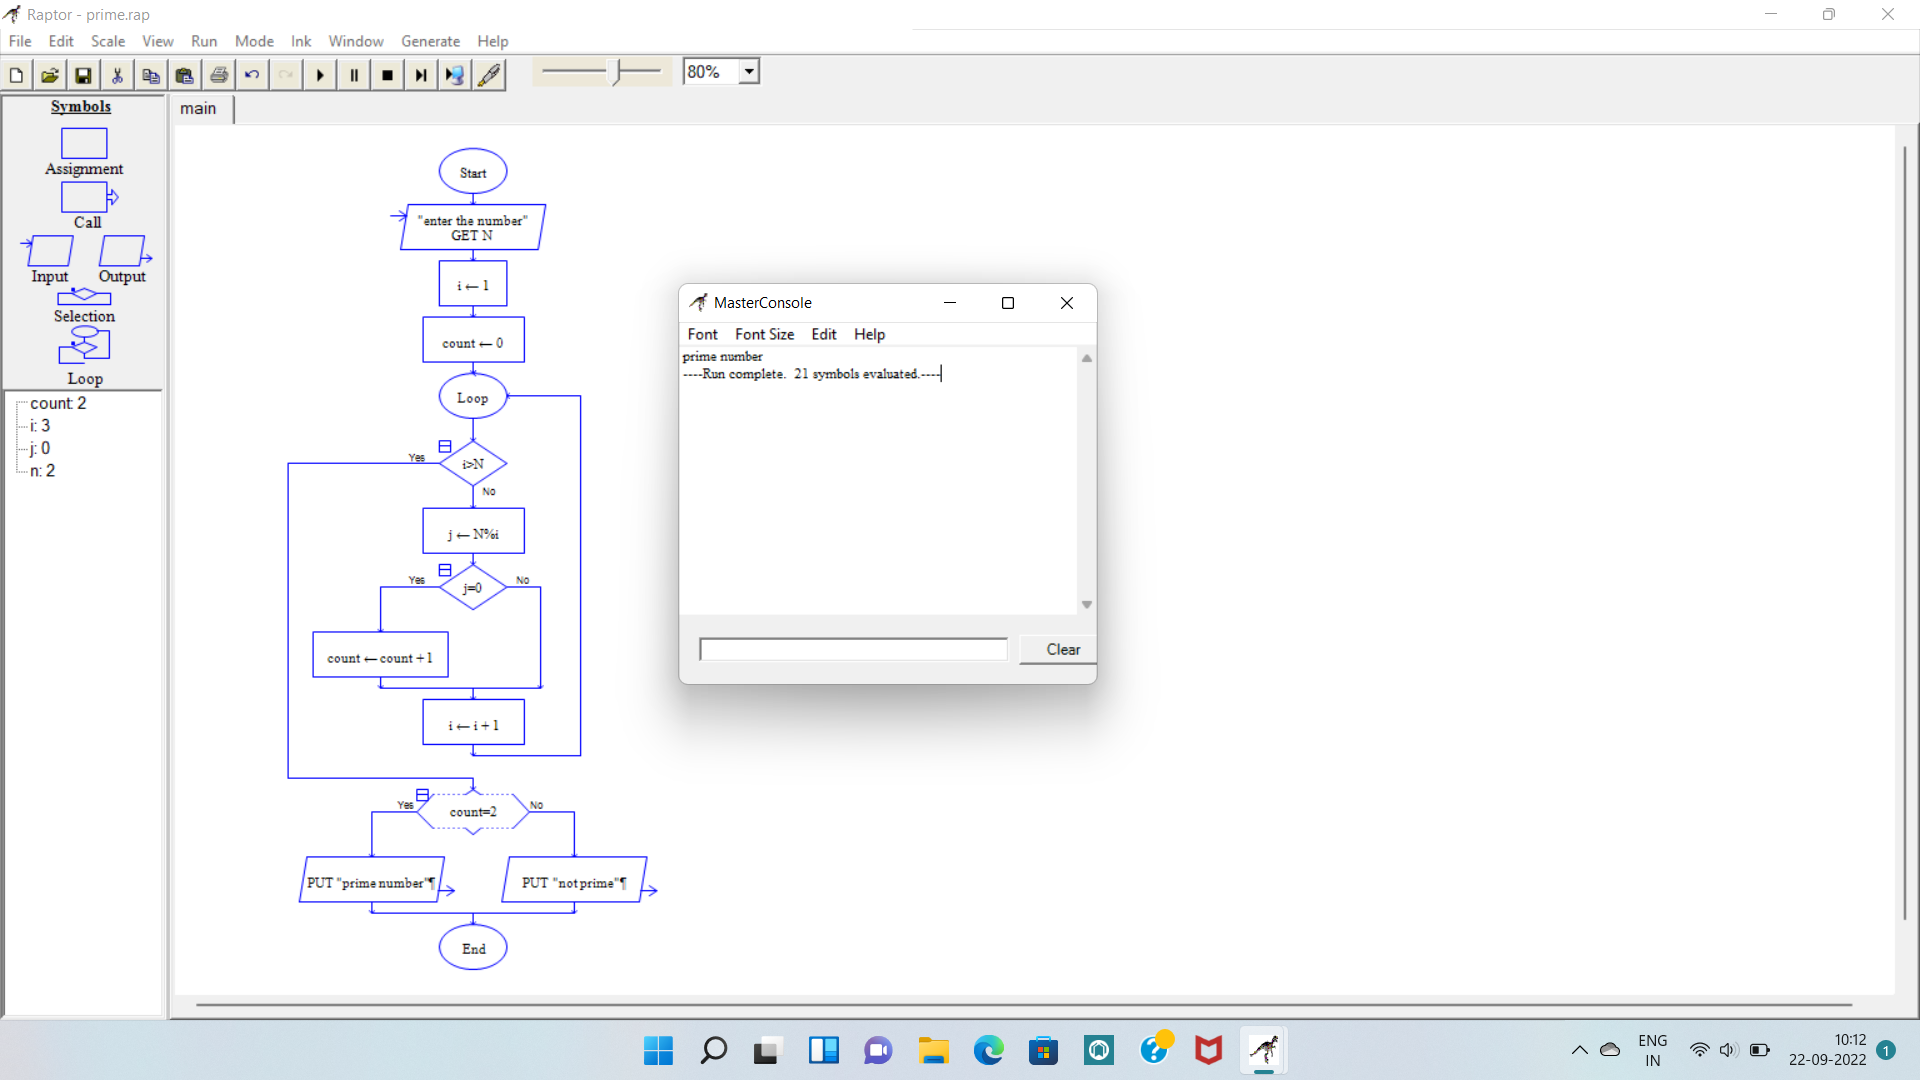 Raptor - prime.rap
File Edit Scale View Run Mode Ink Window Generate Help
80%
Symbols
Assignment
Call
Input Output
Selection
Loop
count: 2
i: 3
j: 0
n: 2
main
Start
"enter the number"
GET N
i ← 1
count ← 0
Loop
Yes
i>N
No
j ← N%i
Yes
j=0
No
count ← count + 1
i ← i + 1
Yes
count=2
No
PUT "prime number"¶
PUT "not prime"¶
End
MasterConsole
Font Font Size Edit Help
prime number
----Run complete.  21 symbols evaluated.----
Clear
ENG
IN
10:12
22-09-2022
1